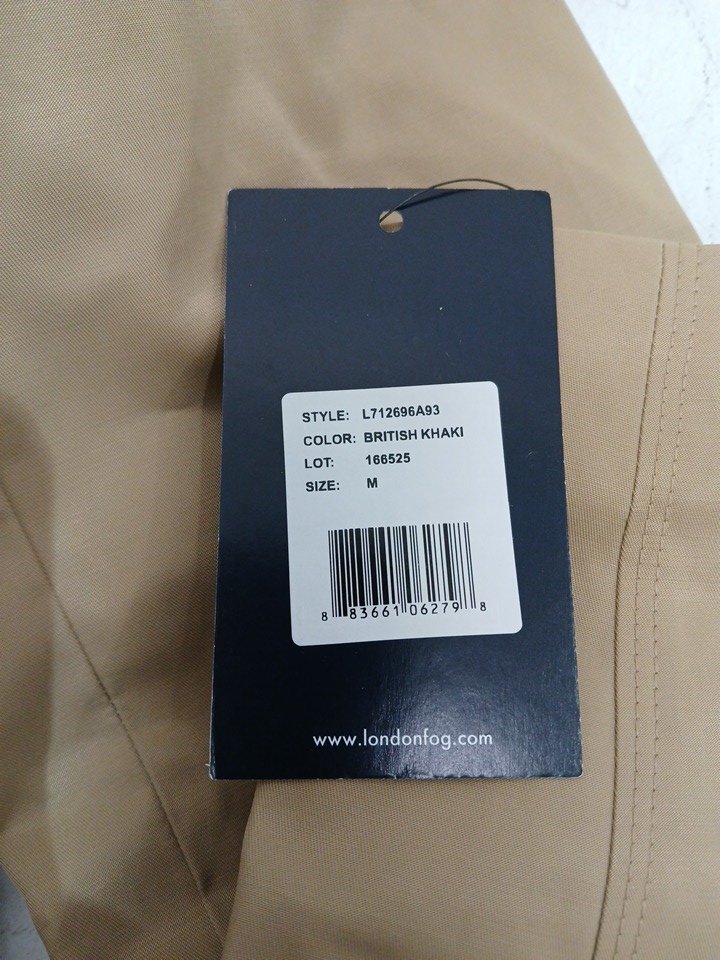 STYLE: L712696A93
COLOR: BRITISH KHAKI
LOT: 166525
SIZE: M
8 83661 06279 8
www.londonfog.com